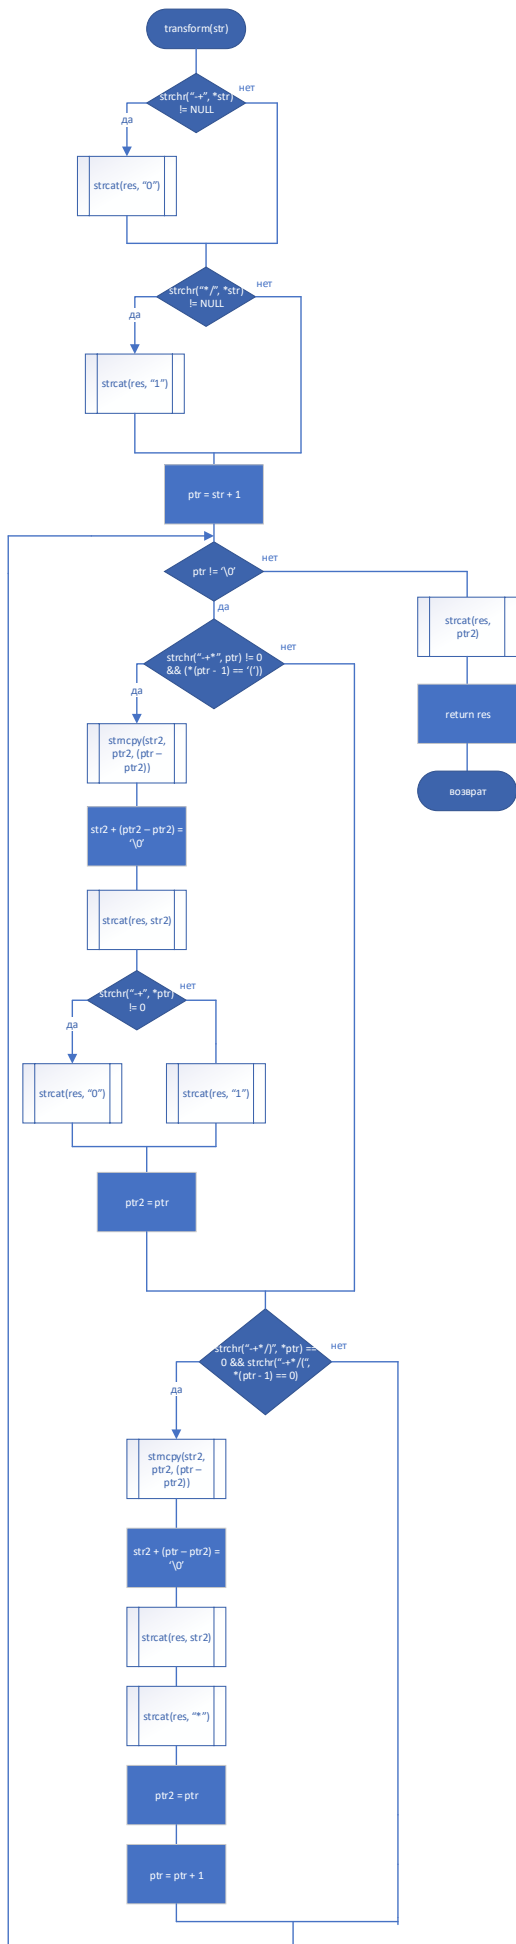 transform(str)
strchr("-+", *str)
!= NULL
нет
да
strcat(res, "0")
strchr("*/", *str)
!= NULL
нет
да
strcat(res, "1")
ptr = str + 1
ptr != '\0'
нет
да
strcat(res,
ptr2)
return res
возврат
strchr("-+*", ptr) != 0
&& (*(ptr - 1) == '('))
нет
да
strncpy(str2,
ptr2, (ptr –
ptr2))
str2 + (ptr2 – ptr2) =
'\0'
strcat(res, str2)
strchr("-+", *ptr)
!= 0
нет
да
strcat(res, "0")
strcat(res, "1")
ptr2 = ptr
strchr("-+*/)", *ptr) ==
0 && strchr("-+*/(",
*(ptr - 1) == 0)
нет
да
strncpy(str2,
ptr2, (ptr –
ptr2))
str2 + (ptr – ptr2) =
'\0'
strcat(res, str2)
strcat(res, "*")
ptr2 = ptr
ptr = ptr + 1